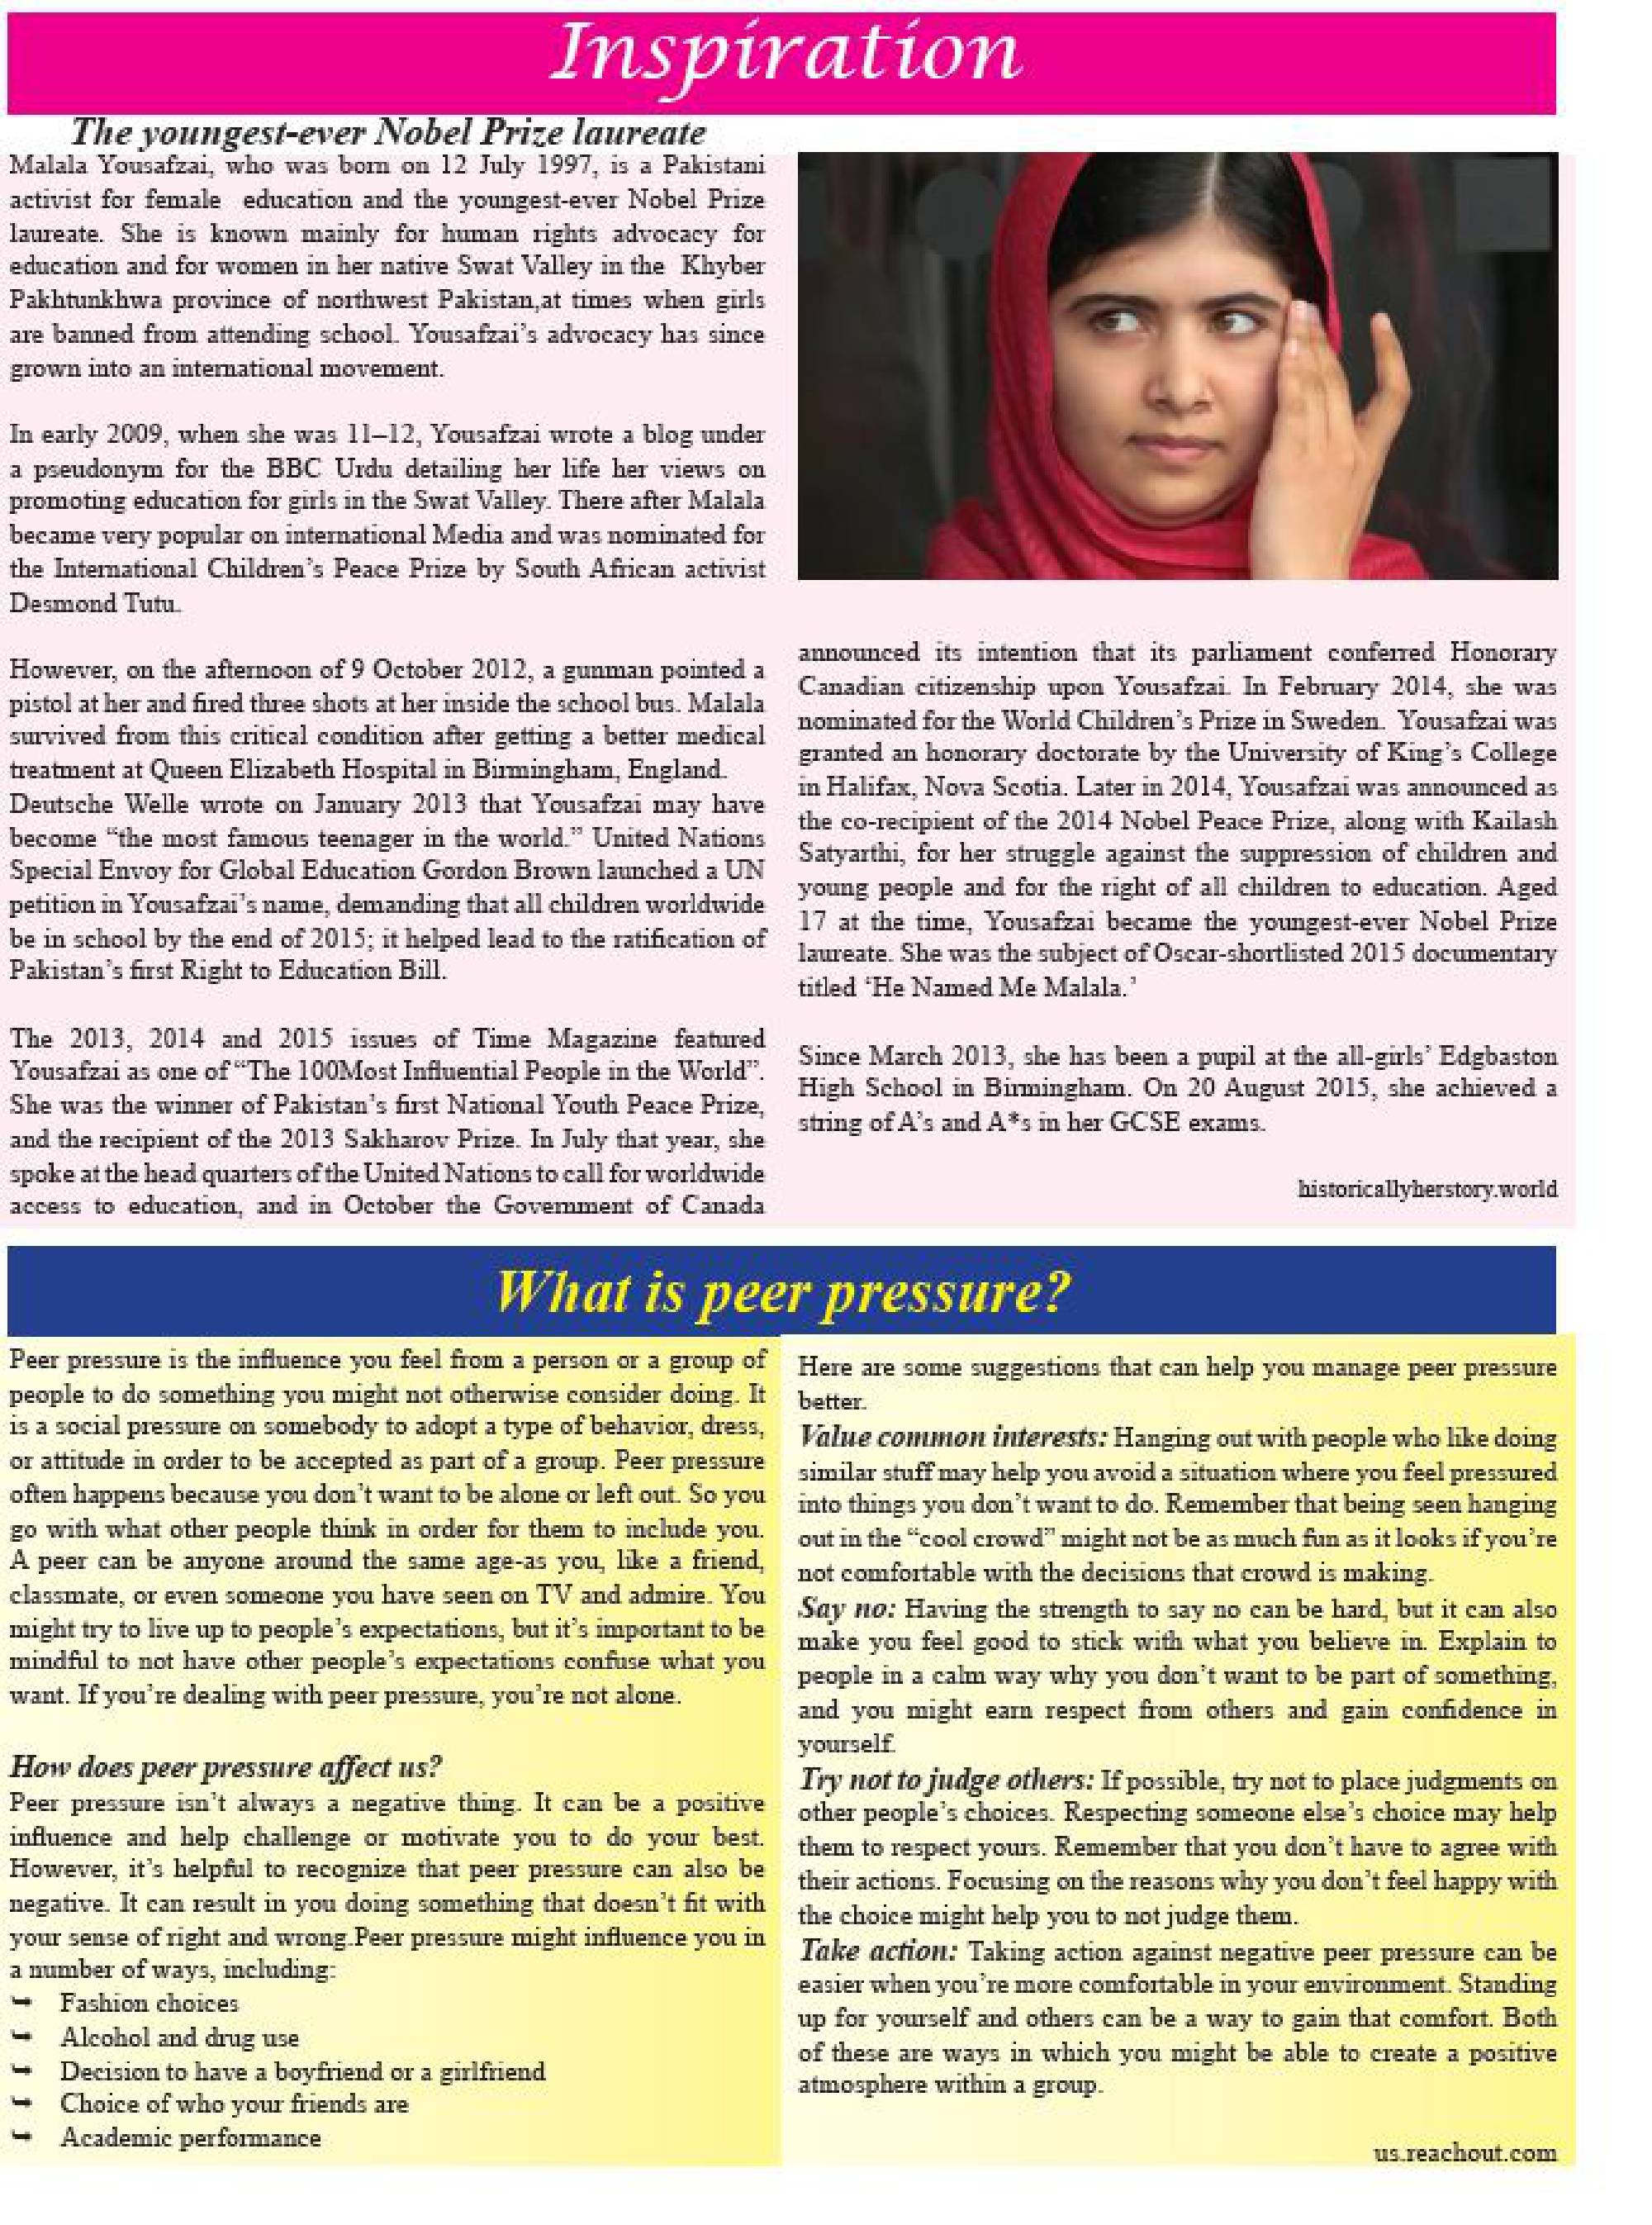 Inspiration
The youngest-ever Nobel Prize laureate
Malala Yousafzai, who was born on 12 July 1997, is a Pakistani
activist for female education and the youngest-ever Nobel Prize
laureate. She is known mainly for human rights advocacy for
education and for women in her native Swat Valley in the Khyber
Pakhtunkhwa province of northwest Pakistan,at times when girls
are banned from attending school. Yousafzai's advocacy has since
grown into an international movement.
In early 2009, when she was 11–12, Yousafzai wrote a blog under
a pseudonym for the BBC Urdu detailing her life her views on
promoting education for girls in the Swat Valley. There after Malala
became very popular on international Media and was nominated for
the International Children's Peace Prize by South African activist
Desmond Tutu.
However, on the afternoon of 9 October 2012, a gunman pointed a
pistol at her and fired three shots at her inside the school bus. Malala
survived from this critical condition after getting a better medical
treatment at Queen Elizabeth Hospital in Birmingham, England.
Deutsche Welle wrote on January 2013 that Yousafzai may have
become “the most famous teenager in the world.” United Nations
Special Envoy for Global Education Gordon Brown launched a UN
petition in Yousafzai's name, demanding that all children worldwide
be in school by the end of 2015; it helped lead to the ratification of
Pakistan's first Right to Education Bill.
The 2013, 2014 and 2015 issues of Time Magazine featured
Yousafzai as one of “The 100Most Influential People in the World”.
She was the winner of Pakistan's first National Youth Peace Prize,
and the recipient of the 2013 Sakharov Prize. In July that year, she
spoke at the head quarters of the United Nations to call for worldwide
access to education, and in October the Government of Canada
announced its intention that its parliament conferred Honorary
Canadian citizenship upon Yousafzai. In February 2014, she was
nominated for the World Children's Prize in Sweden. Yousafzai was
granted an honorary doctorate by the University of King's College
in Halifax, Nova Scotia. Later in 2014, Yousafzai was announced as
the co-recipient of the 2014 Nobel Peace Prize, along with Kailash
Satyarthi, for her struggle against the suppression of children and
young people and for the right of all children to education. Aged
17 at the time, Yousafzai became the youngest-ever Nobel Prize
laureate. She was the subject of Oscar-shortlisted 2015 documentary
titled ‘He Named Me Malala.’
Since March 2013, she has been a pupil at the all-girls' Edgbaston
High School in Birmingham. On 20 August 2015, she achieved a
string of A's and A*s in her GCSE exams.
historicallyherstory.world
What is peer pressure?
Peer pressure is the influence you feel from a person or a group of
people to do something you might not otherwise consider doing. It
is a social pressure on somebody to adopt a type of behavior, dress,
or attitude in order to be accepted as part of a group. Peer pressure
often happens because you don't want to be alone or left out. So you
go with what other people think in order for them to include you.
A peer can be anyone around the same age-as you, like a friend,
classmate, or even someone you have seen on TV and admire. You
might try to live up to people's expectations, but it's important to be
mindful to not have other people's expectations confuse what you
want. If you're dealing with peer pressure, you're not alone.
How does peer pressure affect us?
Peer pressure isn't always a negative thing. It can be a positive
influence and help challenge or motivate you to do your best.
However, it's helpful to recognize that peer pressure can also be
negative. It can result in you doing something that doesn't fit with
your sense of right and wrong.Peer pressure might influence you in
a number of ways, including:
➥ Fashion choices
➥ Alcohol and drug use
➥ Decision to have a boyfriend or a girlfriend
➥ Choice of who your friends are
➥ Academic performance
Here are some suggestions that can help you manage peer pressure
better.
Value common interests: Hanging out with people who like doing
similar stuff may help you avoid a situation where you feel pressured
into things you don't want to do. Remember that being seen hanging
out in the “cool crowd” might not be as much fun as it looks if you're
not comfortable with the decisions that crowd is making.
Say no: Having the strength to say no can be hard, but it can also
make you feel good to stick with what you believe in. Explain to
people in a calm way why you don't want to be part of something,
and you might earn respect from others and gain confidence in
yourself.
Try not to judge others: If possible, try not to place judgments on
other people's choices. Respecting someone else's choice may help
them to respect yours. Remember that you don't have to agree with
their actions. Focusing on the reasons why you don't feel happy with
the choice might help you to not judge them.
Take action: Taking action against negative peer pressure can be
easier when you're more comfortable in your environment. Standing
up for yourself and others can be a way to gain that comfort. Both
of these are ways in which you might be able to create a positive
atmosphere within a group.
us.reachout.com